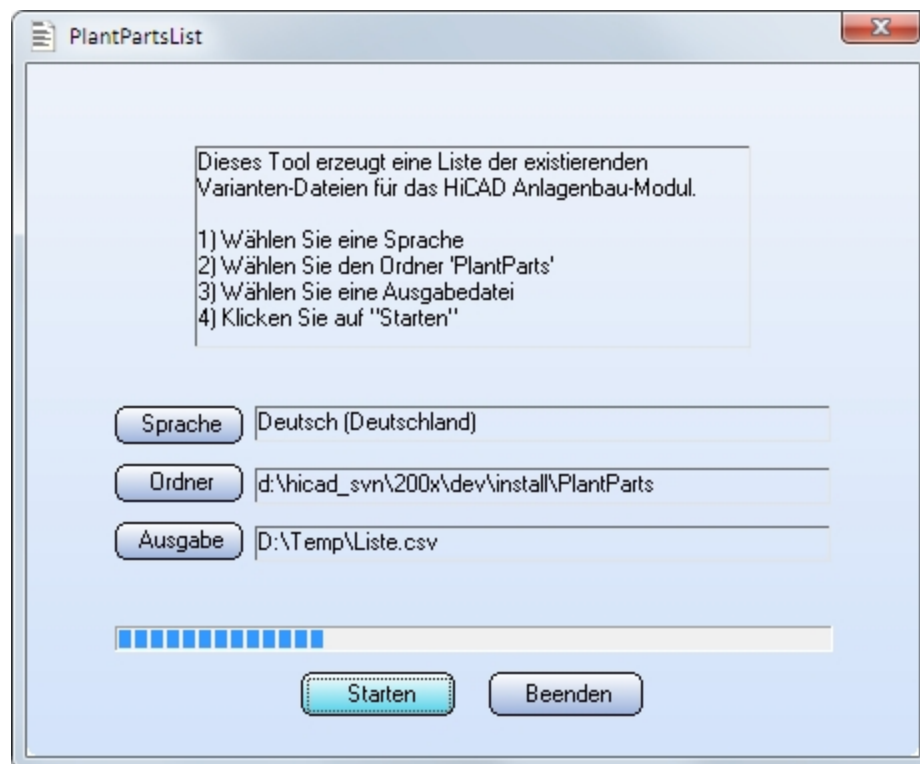 PlantPartsList
Dieses Tool erzeugt eine Liste der existierenden
Varianten-Dateien für das HiCAD Anlagenbau-Modul.
1) Wählen Sie eine Sprache
2) Wählen Sie den Ordner 'PlantParts'
3) Wählen Sie eine Ausgabedatei
4) Klicken Sie auf "Starten"
Sprache Deutsch (Deutschland)
Ordner d:\hicad_svn\200x\dev\install\PlantParts
Ausgabe D:\Temp\Liste.csv
Starten Beenden